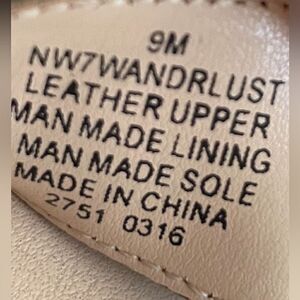 9M
NW7WANDRLUST
LEATHER UPPER
MAN MADE LINING
MAN MADE SOLE
MADE IN CHINA
2751 0316